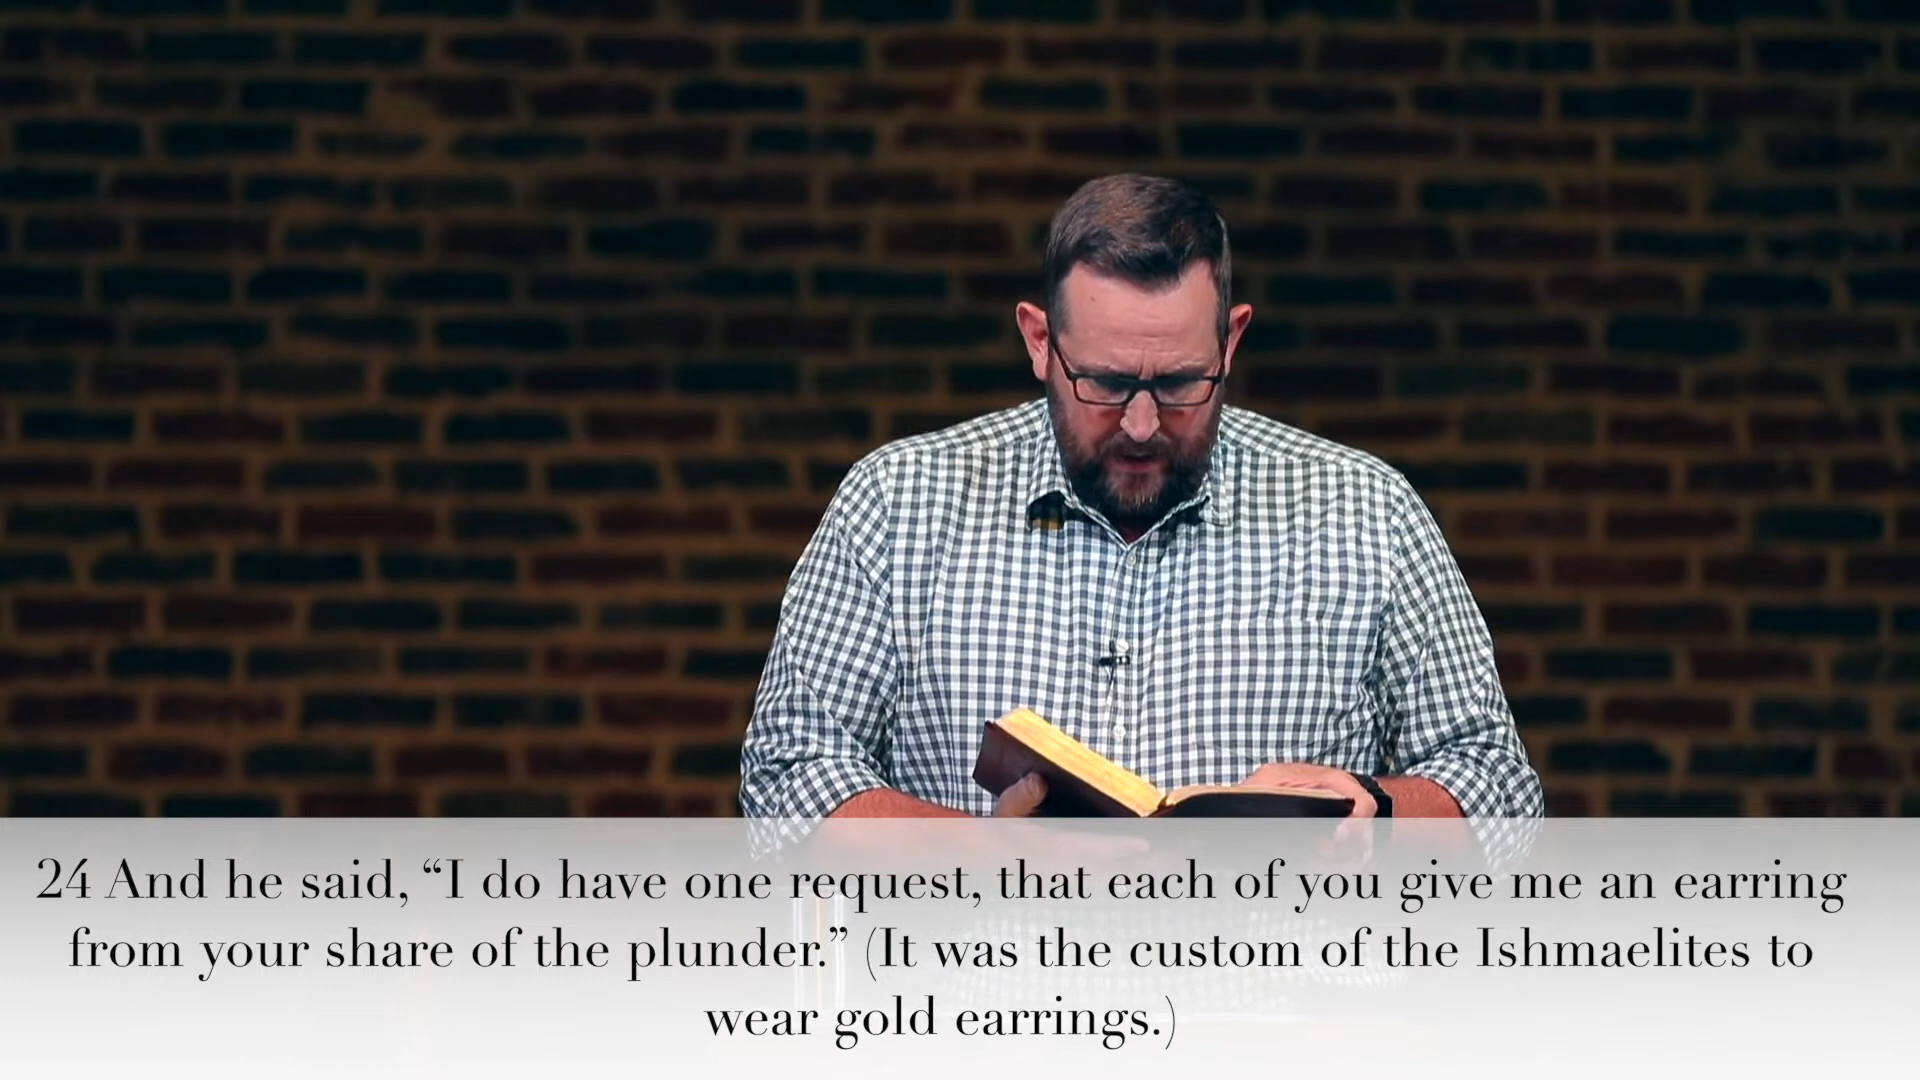 24 And he said, “I do have one request, that each of you give me an earring
from your share of the plunder.” (It was the custom of the Ishmaelites to
wear gold earrings.)